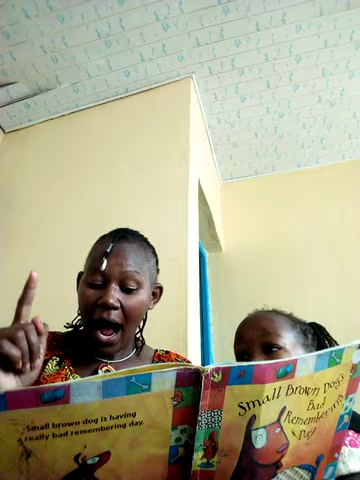 Small brown dog is having
really bad remembering day.
Small Brown Dog's
Bad
Remembering
Day